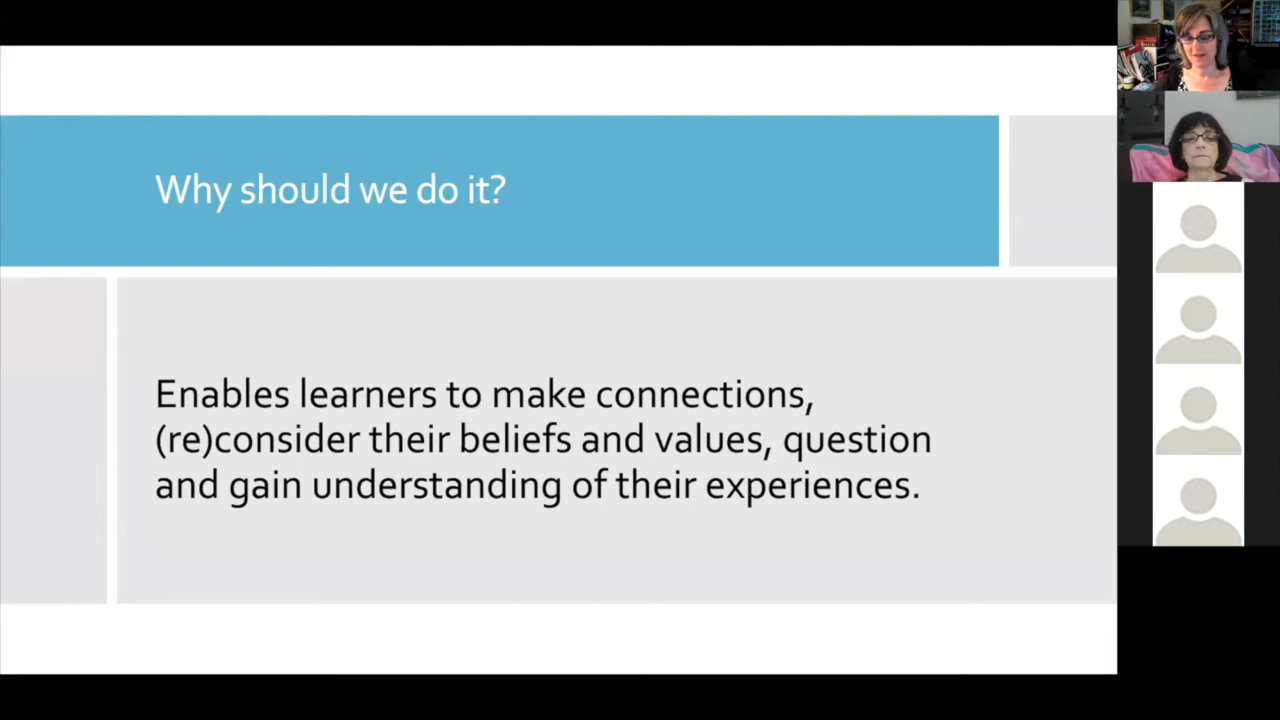 Why should we do it?
Enables learners to make connections,
(re)consider their beliefs and values, question
and gain understanding of their experiences.